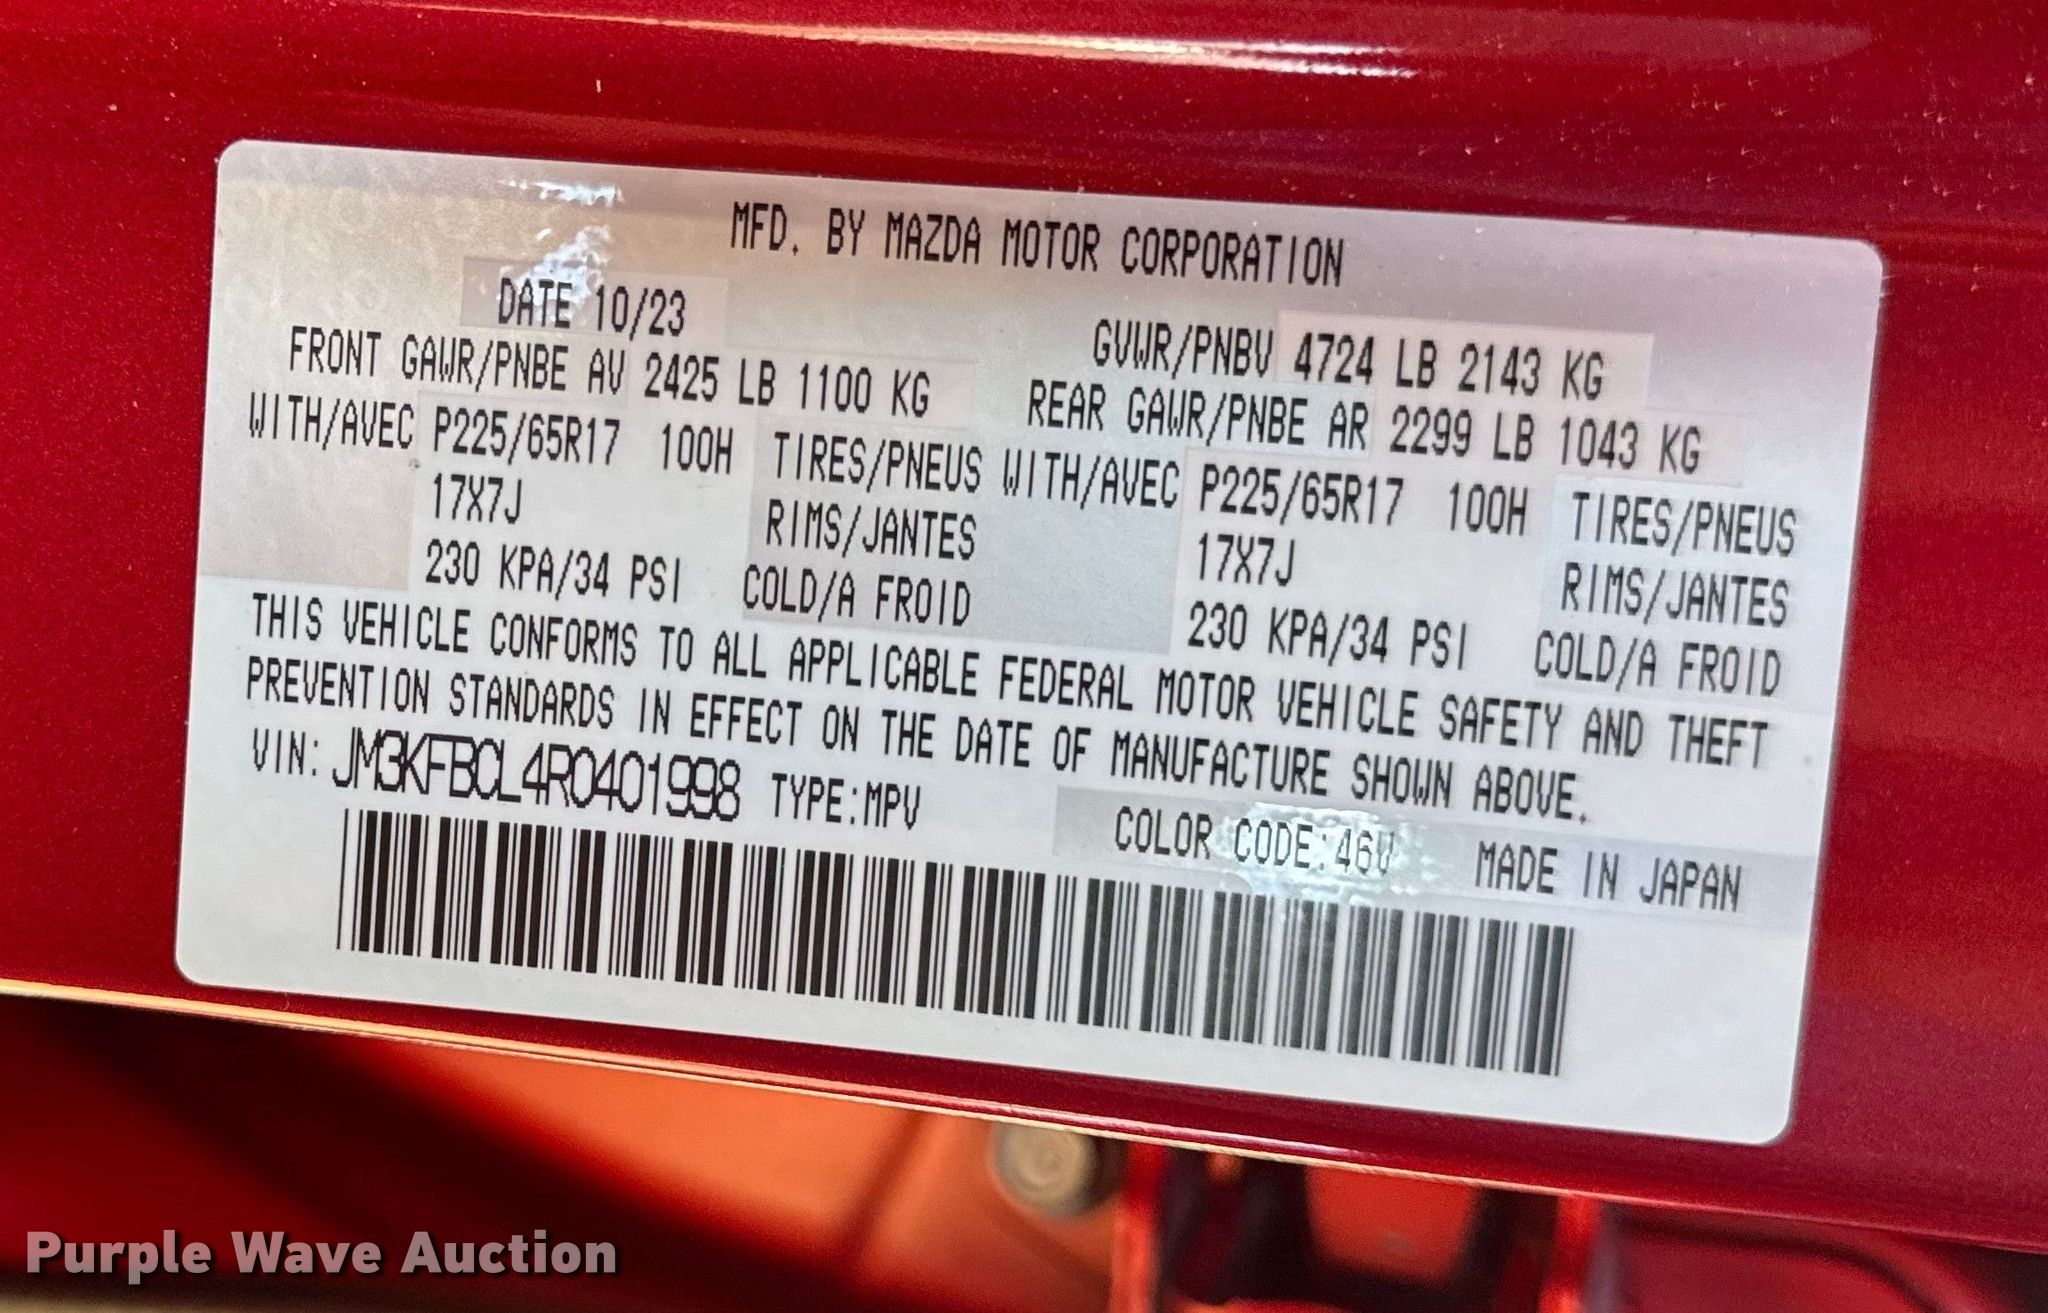 MFD. BY MAZDA MOTOR CORPORATION
DATE 10/23
GVWR/PNBV 4724 LB 2143 KG
FRONT GAWR/PNBE AV 2425 LB 1100 KG
REAR GAWR/PNBE AR 2299 LB 1043 KG
WITH/AVEC P225/65R17 100H TIRES/PNEUS WITH/AVEC P225/65R17 100H TIRES/PNEUS
17X7J RIMS/JANTES 17X7J RIMS/JANTES
230 KPA/34 PSI COLD/A FROID 230 KPA/34 PSI COLD/A FROID
THIS VEHICLE CONFORMS TO ALL APPLICABLE FEDERAL MOTOR VEHICLE SAFETY AND THEFT
PREVENTION STANDARDS IN EFFECT ON THE DATE OF MANUFACTURE SHOWN ABOVE.
VIN: JM3KFBCL4R0401998 TYPE:MPV
COLOR CODE:46V MADE IN JAPAN
Purple Wave Auction